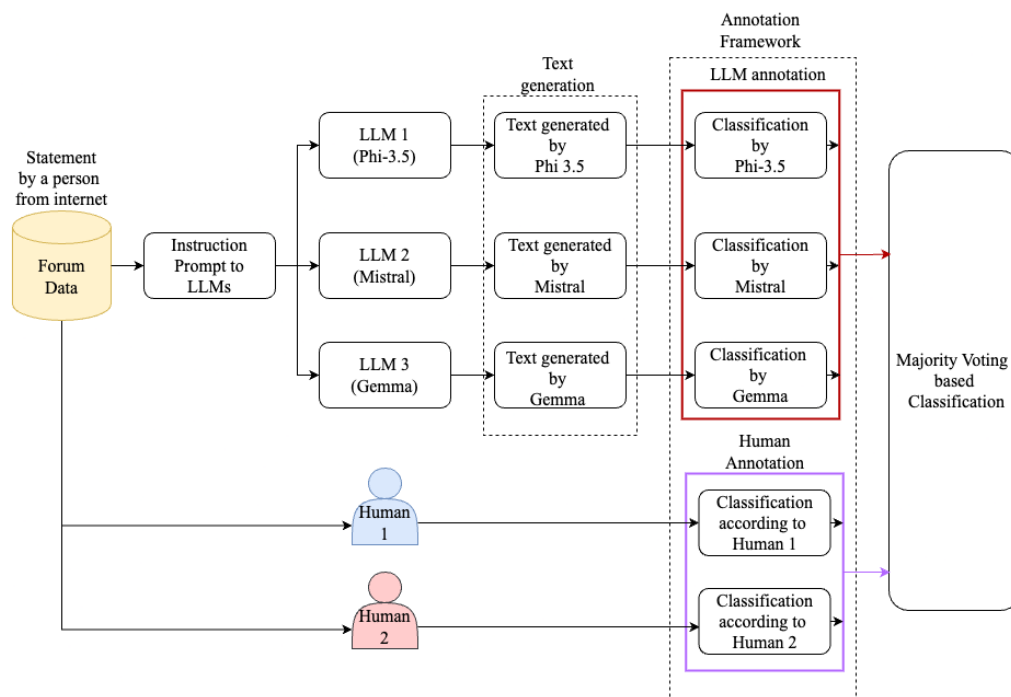 Annotation
Framework
Text
generation
LLM annotation
Statement
by a person
from internet
Forum
Data
Instruction
Prompt to
LLMs
LLM 1
(Phi-3.5)
Text generated
by
Phi 3.5
Classification
by
Phi-3.5
LLM 2
(Mistral)
Text generated
by
Mistral
Classification
by
Mistral
LLM 3
(Gemma)
Text generated
by
Gemma
Classification
by
Gemma
Majority Voting
based
Classification
Human
Annotation
Human
1
Classification
according to
Human 1
Human
2
Classification
according to
Human 2